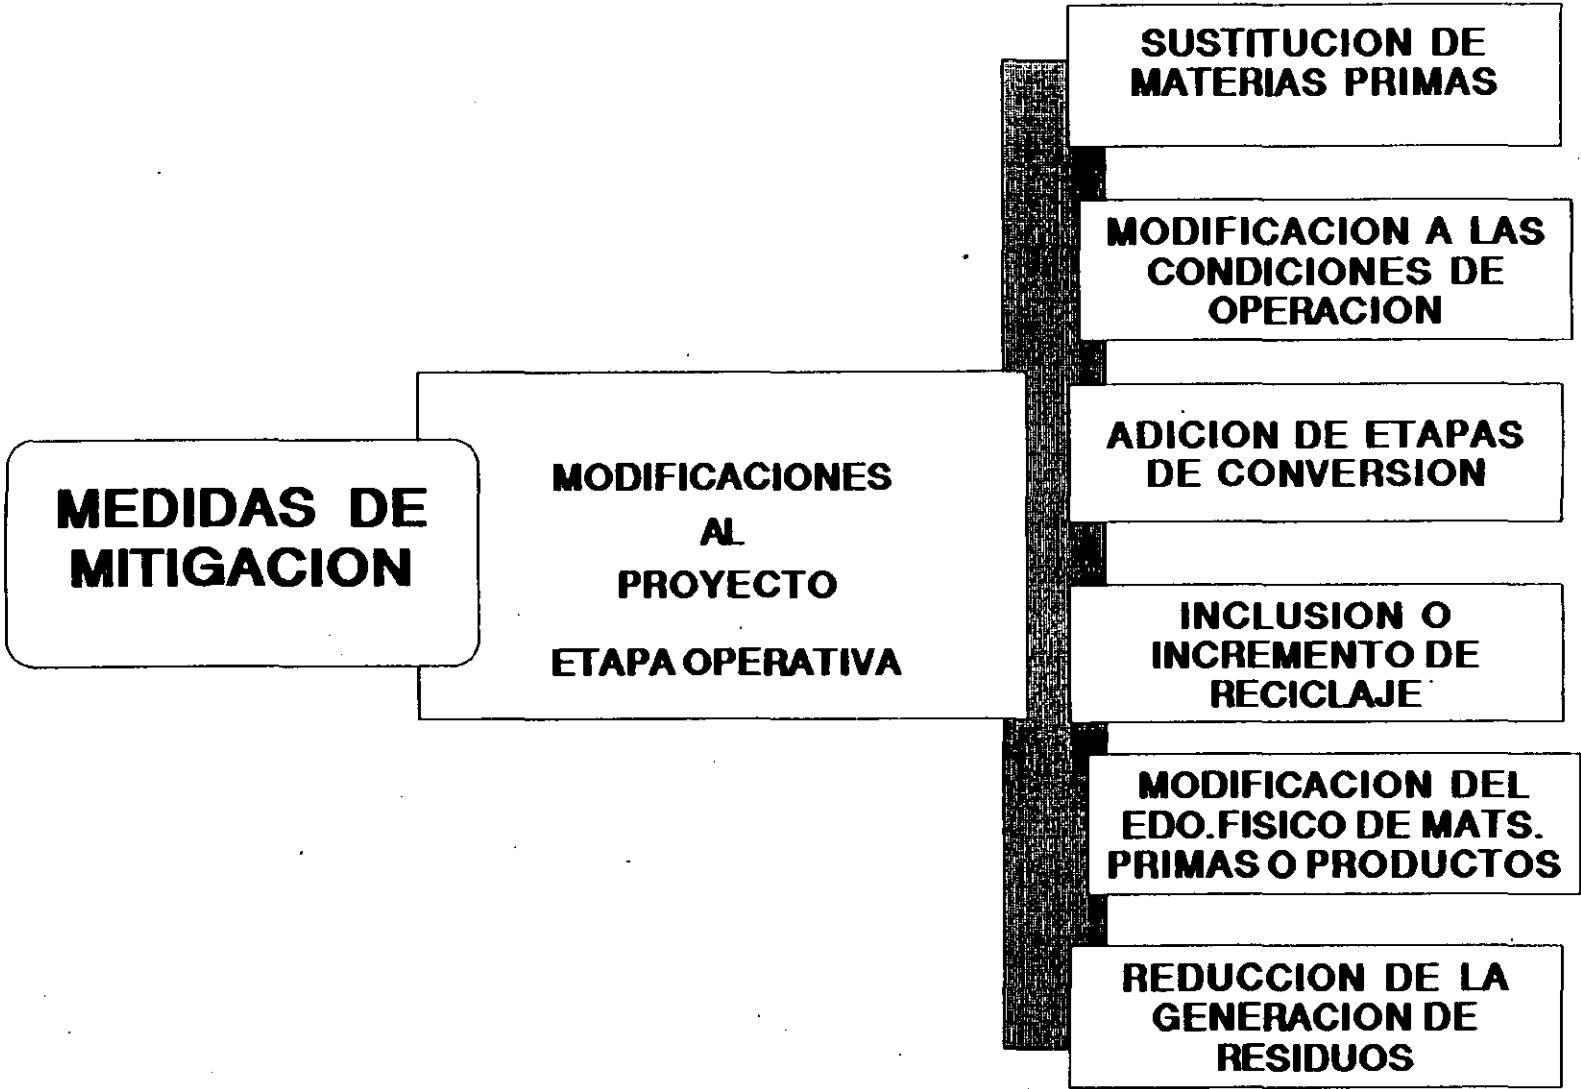 MEDIDAS DE
MITIGACION
MODIFICACIONES
AL
PROYECTO
ETAPA OPERATIVA
SUSTITUCION DE
MATERIAS PRIMAS
MODIFICACION A LAS
CONDICIONES DE
OPERACION
ADICION DE ETAPAS
DE CONVERSION
INCLUSION O
INCREMENTO DE
RECICLAJE
MODIFICACION DEL
EDO.FISICO DE MATS.
PRIMAS O PRODUCTOS
REDUCCION DE LA
GENERACION DE
RESIDUOS